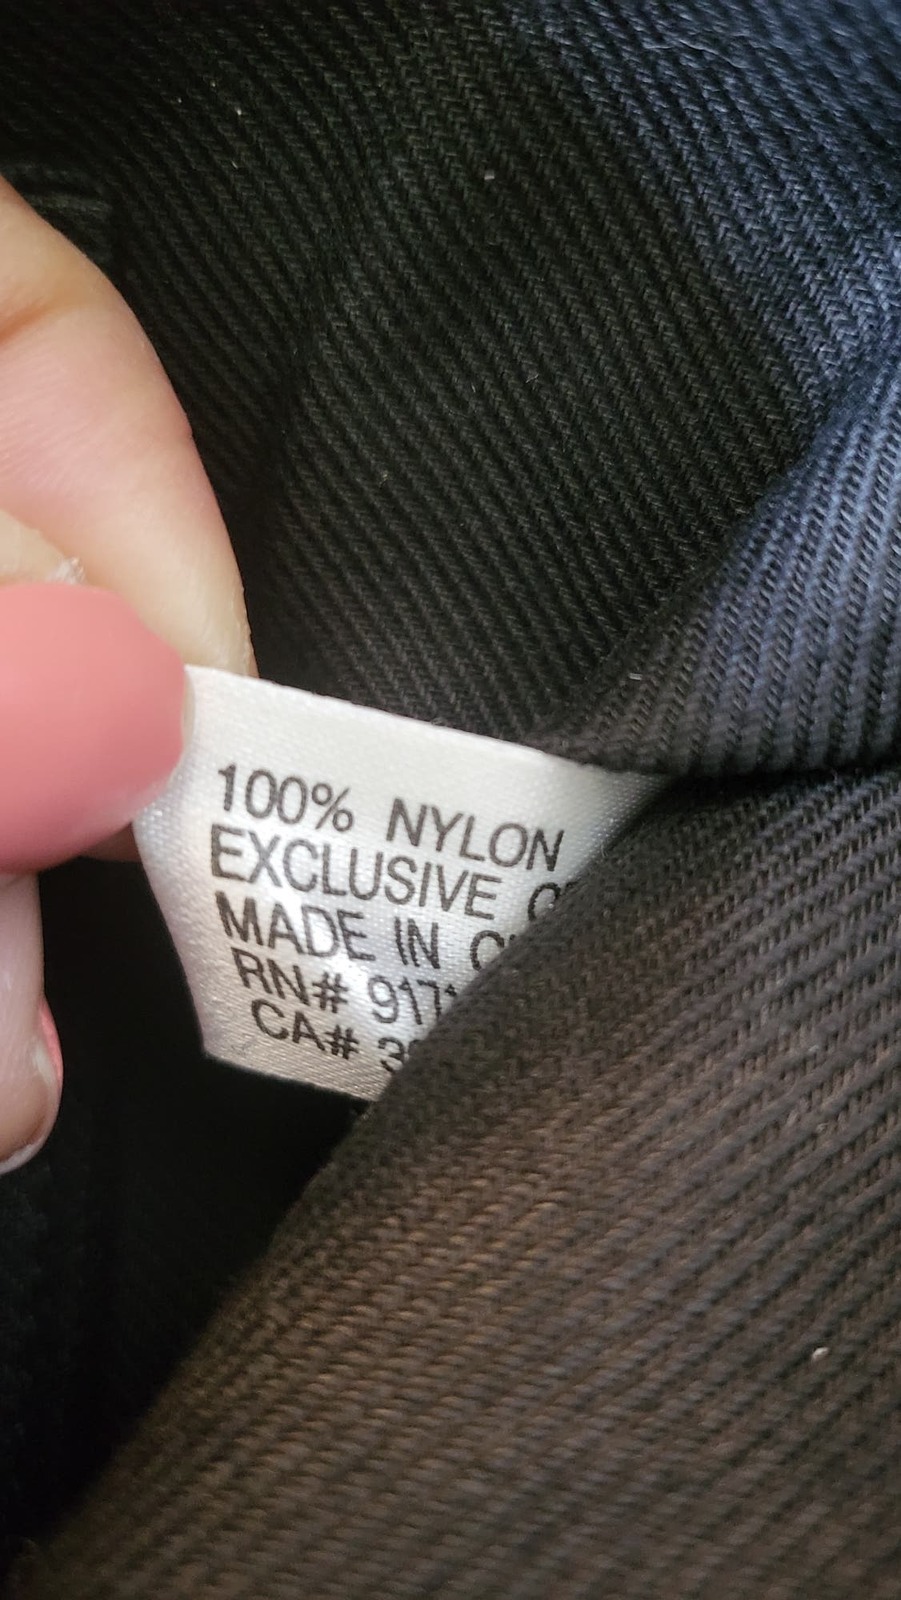 100% NYLON
EXCLUSIVE
MADE IN
RN#
CA#